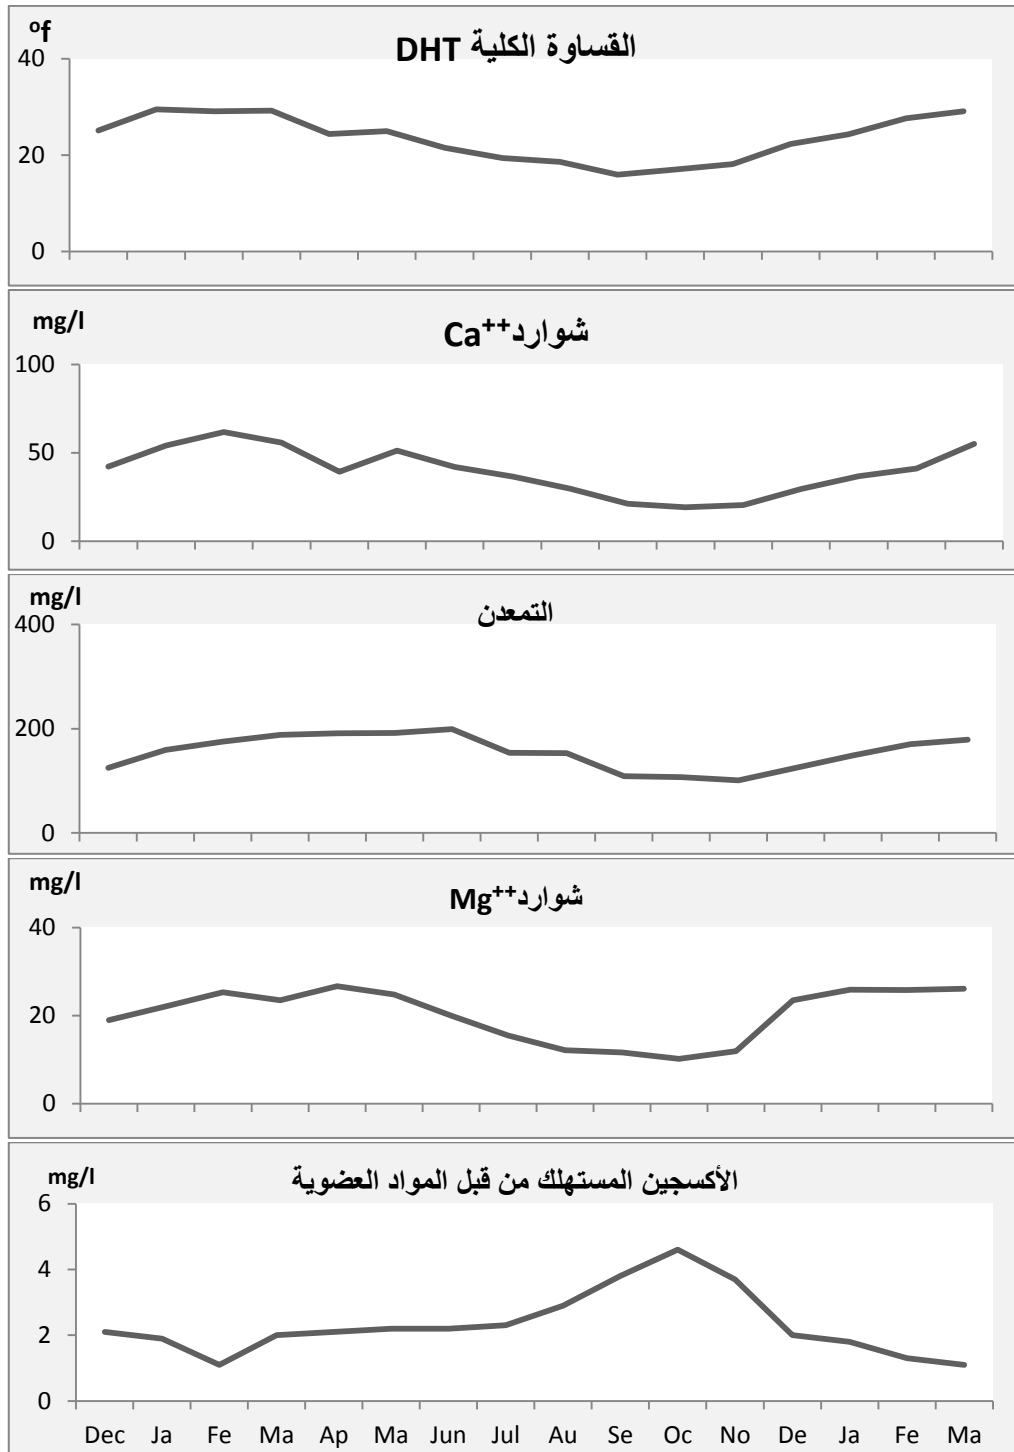 °f
القساوة الكلية DHT
40
20
0
mg/l
شوارد Ca⁺⁺
100
50
0
mg/l
التمعدن
400
200
0
mg/l
شوارد Mg⁺⁺
40
20
0
mg/l
الأكسجين المستهلك من قبل المواد العضوية
6
4
2
0
Dec Ja Fe Ma Ap Ma Jun Jul Au Se Oc No De Ja Fe Ma